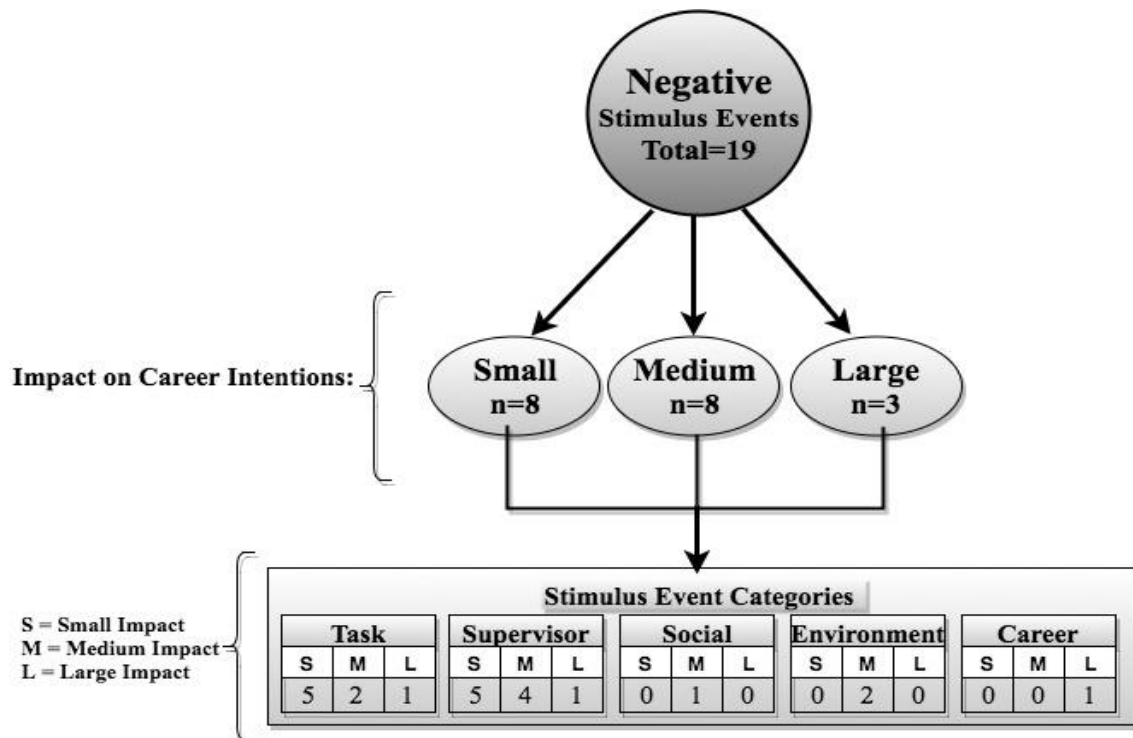 Negative
Stimulus Events
Total=19
Impact on Career Intentions:
Small
n=8
Medium
n=8
Large
n=3
S = Small Impact
M = Medium Impact
L = Large Impact
Stimulus Event Categories
Task Supervisor Social Environment Career
S M L S M L S M L S M L S M L
5 2 1 5 4 1 0 1 0 0 2 0 0 0 1